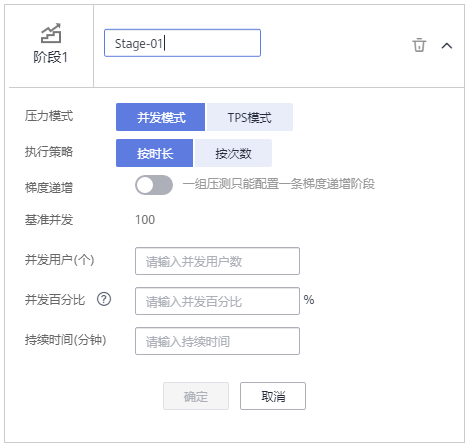 阶段1
Stage-01
压力模式 并发模式 TPS模式
执行策略 按时长 按次数
梯度递增 一组压测只能配置一条梯度递增阶段
基准并发 100
并发用户(个) 请输入并发用户数
并发百分比 ? 请输入并发百分比 %
持续时间(分钟) 请输入持续时间
确定 取消